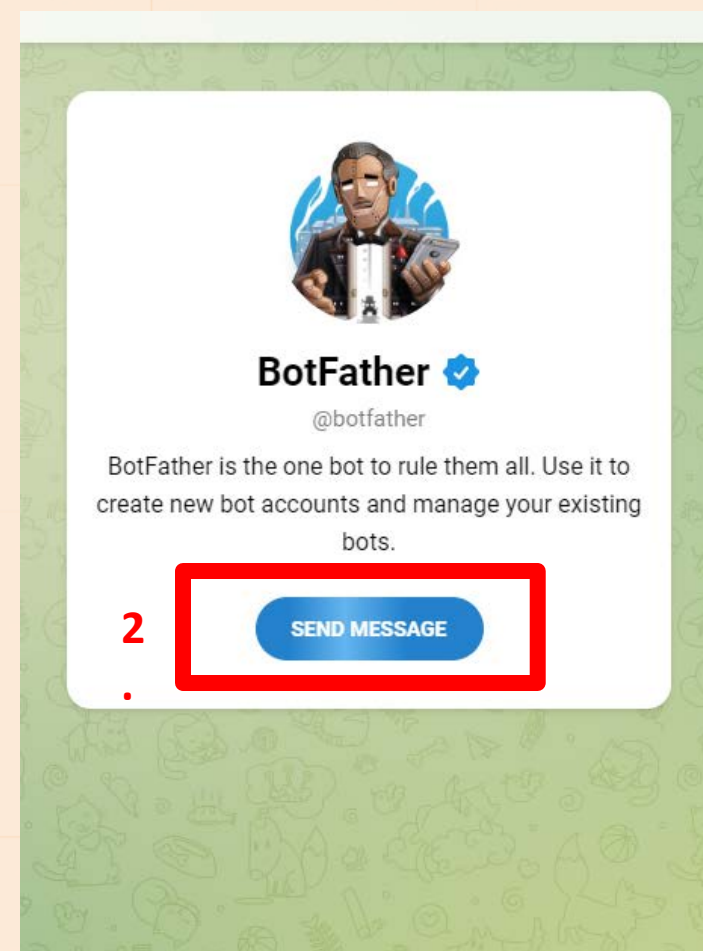 BotFather
@botfather
BotFather is the one bot to rule them all. Use it to
create new bot accounts and manage your existing
bots.
2
.
SEND MESSAGE